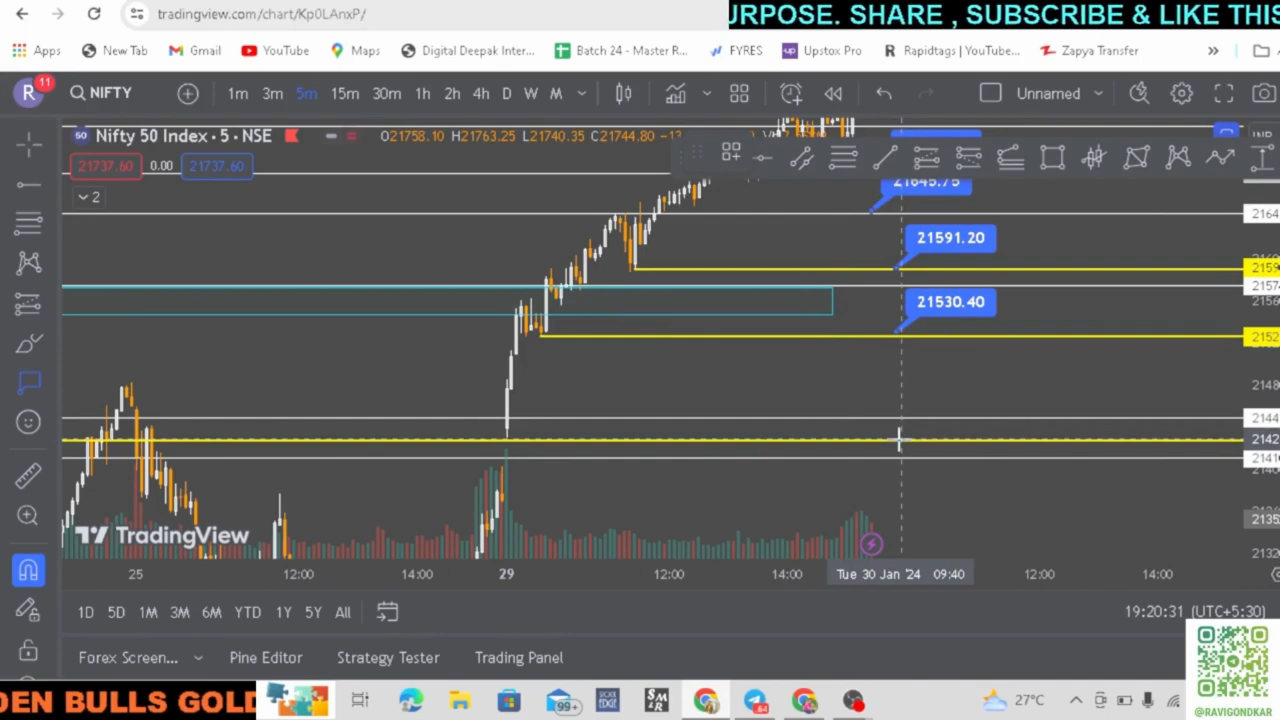 tradingview.com/chart/Kp0LAnxP/
URPOSE. SHARE , SUBSCRIBE & LIKE THIS
Apps New Tab Gmail YouTube Maps Digital Deepak Inter... Batch 24 - Master R... FYRES Upstox Pro Rapidtags | YouTube... Zapya Transfer »
R 11 NIFTY 1m 3m 5m 15m 30m 1h 2h 4h D W M Unnamed
50 Nifty 50 Index · 5 · NSE O21758.10 H21763.25 L21740.35 C21744.80
21737.60 0.00 21737.60
2
21645.75
2164
21591.20
2159
2157
2156
21530.40
2152
2148
2144
2142
2141
2135
2132
TradingView
25 12:00 14:00 29 12:00 14:00 Tue 30 Jan '24 09:40 12:00 14:00
1D 5D 1M 3M 6M YTD 1Y 5Y All 19:20:31 (UTC+5:30)
Forex Screen... Pine Editor Strategy Tester Trading Panel
DEN BULLS GOLD
99+
64
27°C
@RAVIGONDKAR